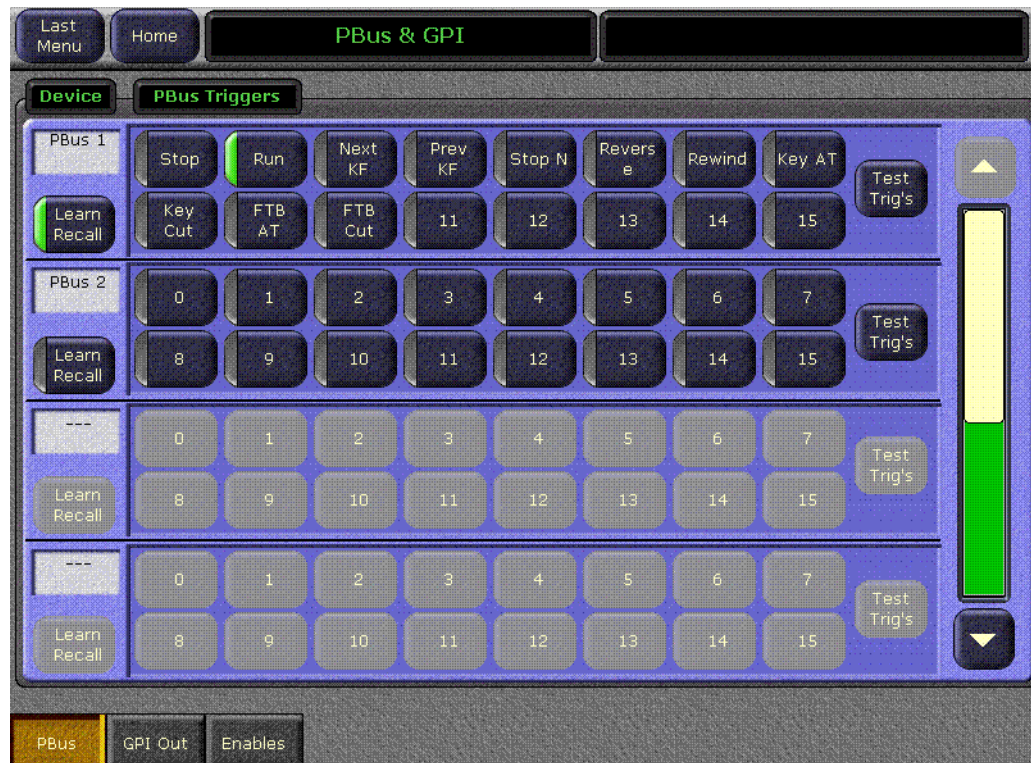 Last Menu Home PBus & GPI
Device PBus Triggers
PBus 1
Stop Run Next KF Prev KF Stop N Revers e Rewind Key AT
Test Trig's
Learn Recall
Key Cut FTB AT FTB Cut 11 12 13 14 15
PBus 2
0 1 2 3 4 5 6 7
Test Trig's
Learn Recall
8 9 10 11 12 13 14 15
---
0 1 2 3 4 5 6 7
Test Trig's
Learn Recall
8 9 10 11 12 13 14 15
---
0 1 2 3 4 5 6 7
Test Trig's
Learn Recall
8 9 10 11 12 13 14 15
PBus GPI Out Enables